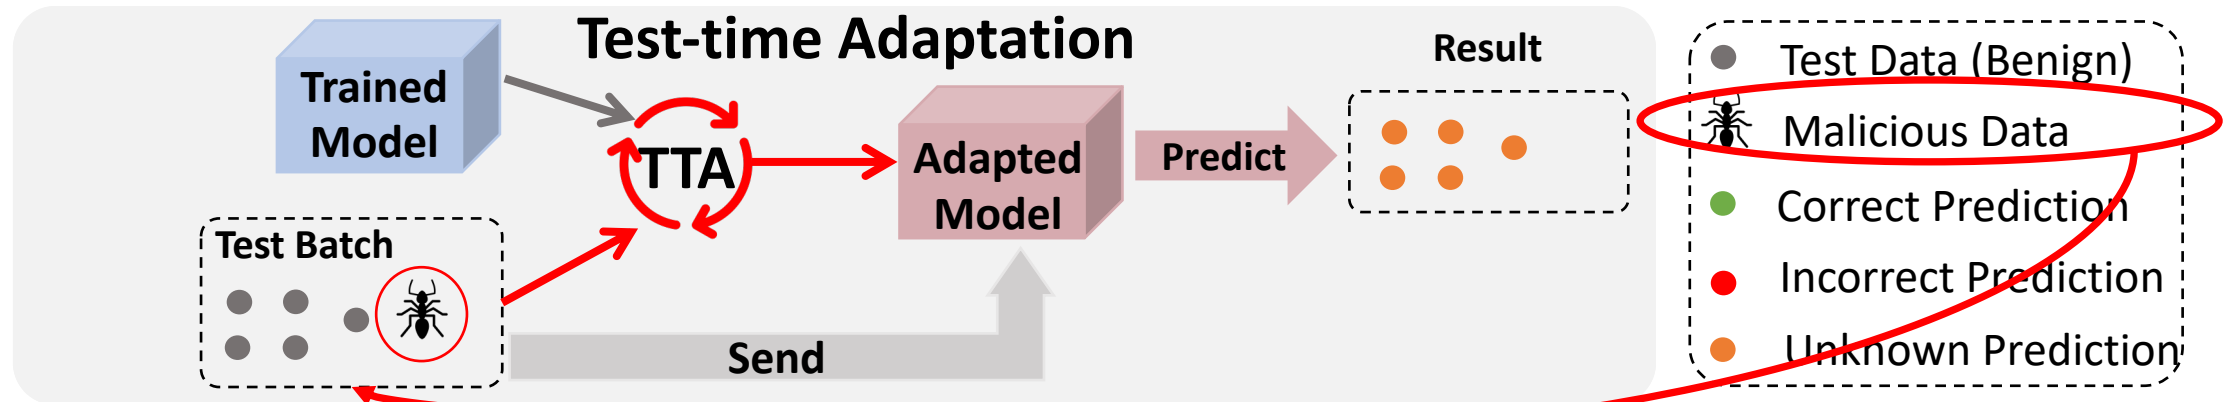 Test-time Adaptation
Trained
Model
TTA
Adapted
Model
Predict
Result
Test Batch
Send
Test Data (Benign)
Malicious Data
Correct Prediction
Incorrect Prediction
Unknown Prediction